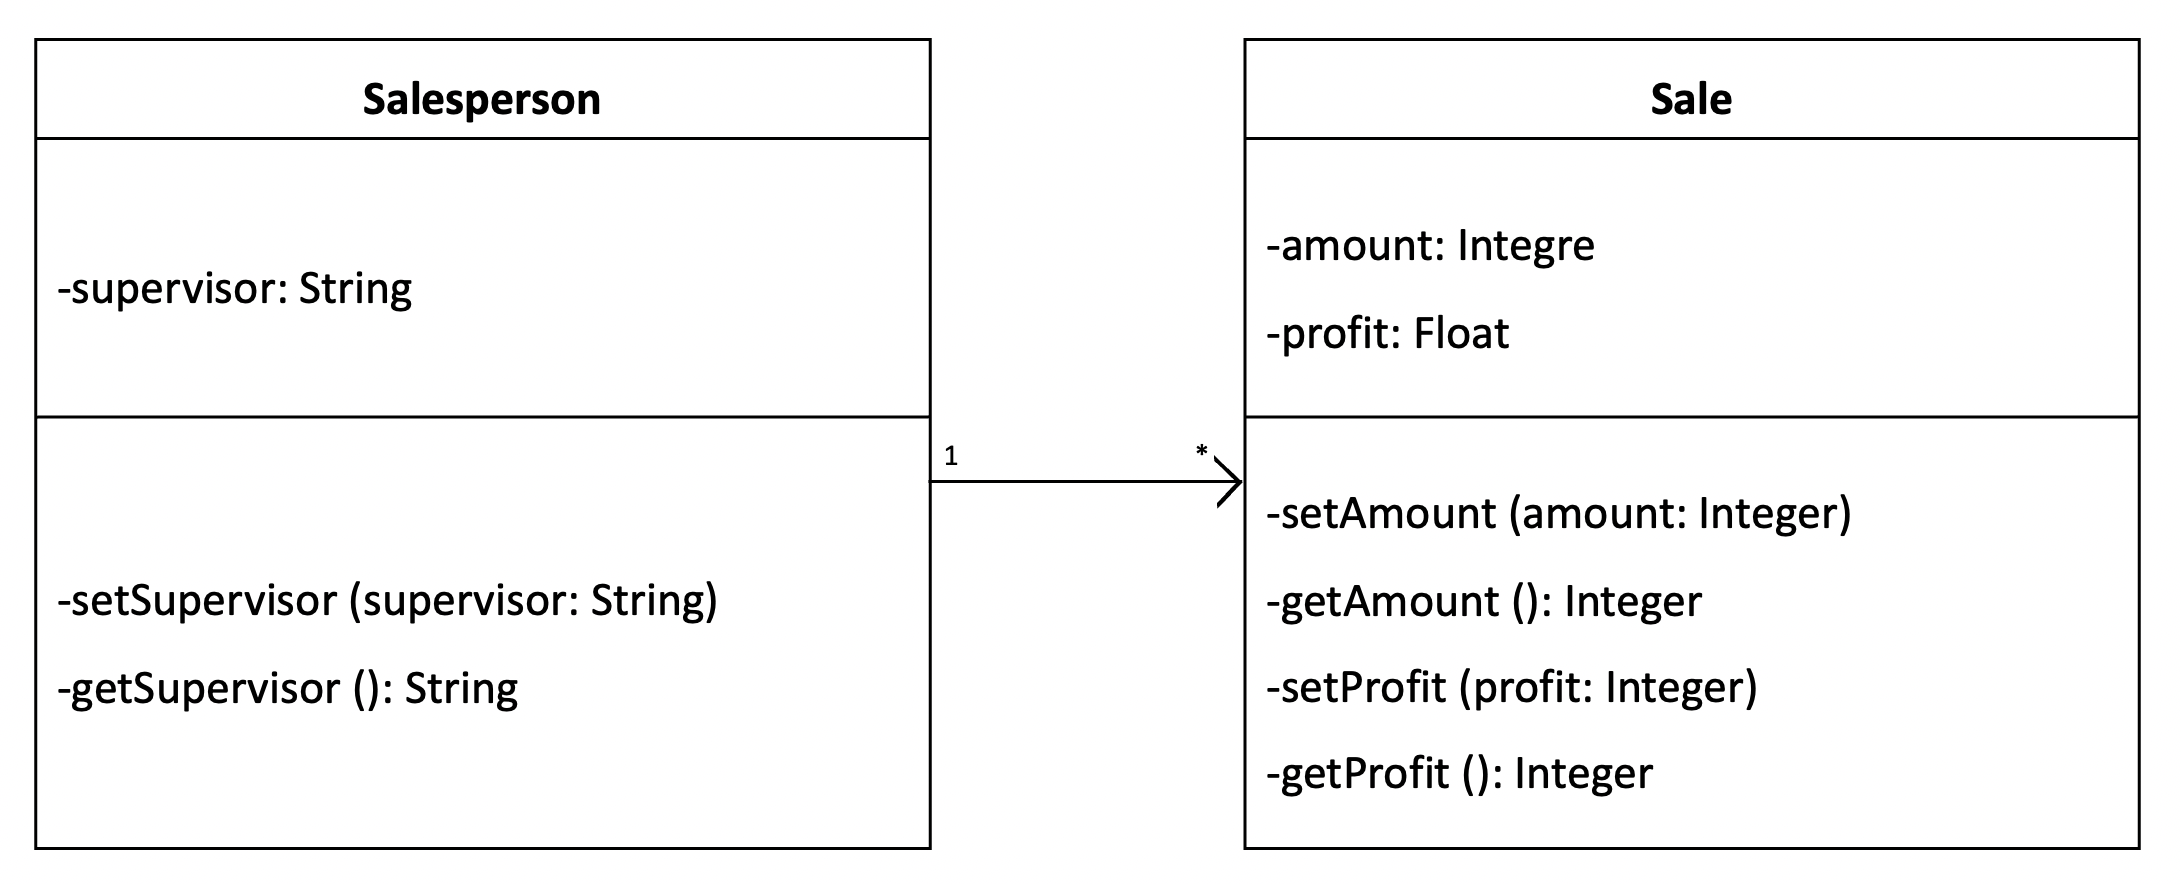 Salesperson
-supervisor: String
-setSupervisor (supervisor: String)
-getSupervisor (): String
1
*
Sale
-amount: Integre
-profit: Float
-setAmount (amount: Integer)
-getAmount (): Integer
-setProfit (profit: Integer)
-getProfit (): Integer